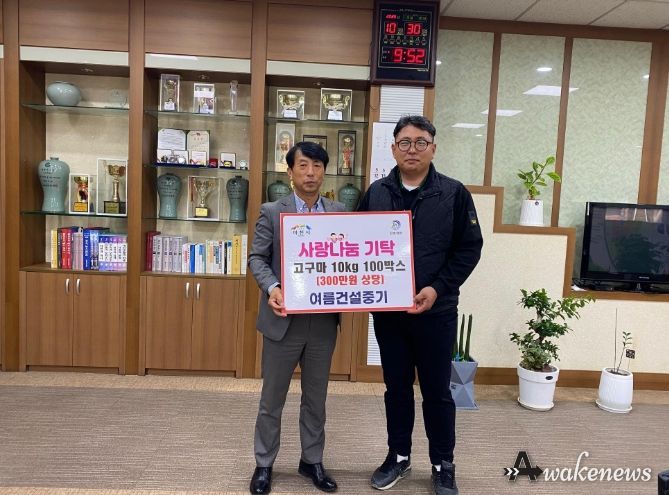 10 30
9:52
사랑나눔 기탁
고구마 10kg 100박스
(300만원 상당)
여름건설중기
Awakenews